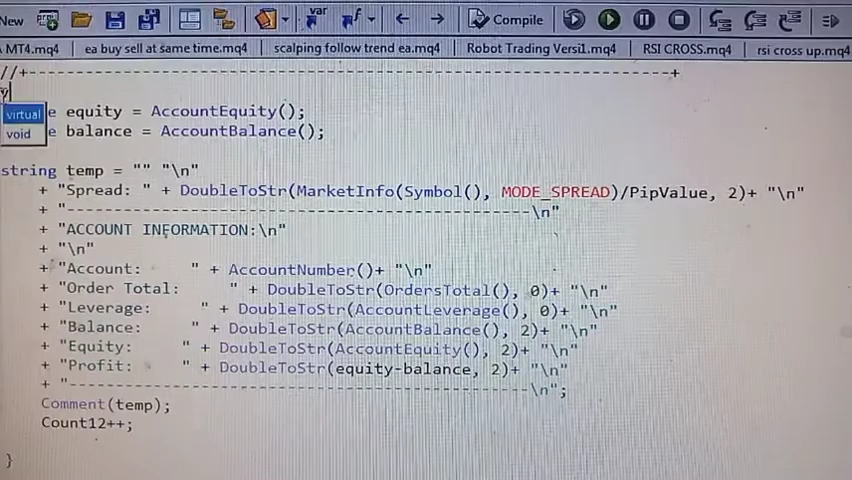 New Compile
MT4.mq4 ea buy sell at same time.mq4 scalping follow trend ea.mq4 Robot Trading Versi1.mq4 RSI CROSS.mq4 rsi cross up.mq4
//+------------------------------------------------------------------+
v
virtual
void
e equity = AccountEquity();
e balance = AccountBalance();
string temp = "" "\n"
+ "Spread: " + DoubleToStr(MarketInfo(Symbol(), MODE_SPREAD)/PipValue, 2)+ "\n"
+ "------------------------------------------------\n"
+ "ACCOUNT INFORMATION:\n"
+ "\n"
+ "Account: " + AccountNumber()+ "\n"
+ "Order Total: " + DoubleToStr(OrdersTotal(), 0)+ "\n"
+ "Leverage: " + DoubleToStr(AccountLeverage(), 0)+ "\n"
+ "Balance: " + DoubleToStr(AccountBalance(), 2)+ "\n"
+ "Equity: " + DoubleToStr(AccountEquity(), 2)+ "\n"
+ "Profit: " + DoubleToStr(equity-balance, 2)+ "\n"
+ "------------------------------------------------\n";
Comment(temp);
Count12++;
}